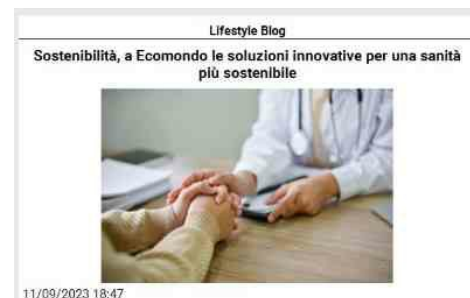 Lifestyle Blog
Sostenibilità, a Ecomondo le soluzioni innovative per una sanità
più sostenibile
11/09/2023 18:47